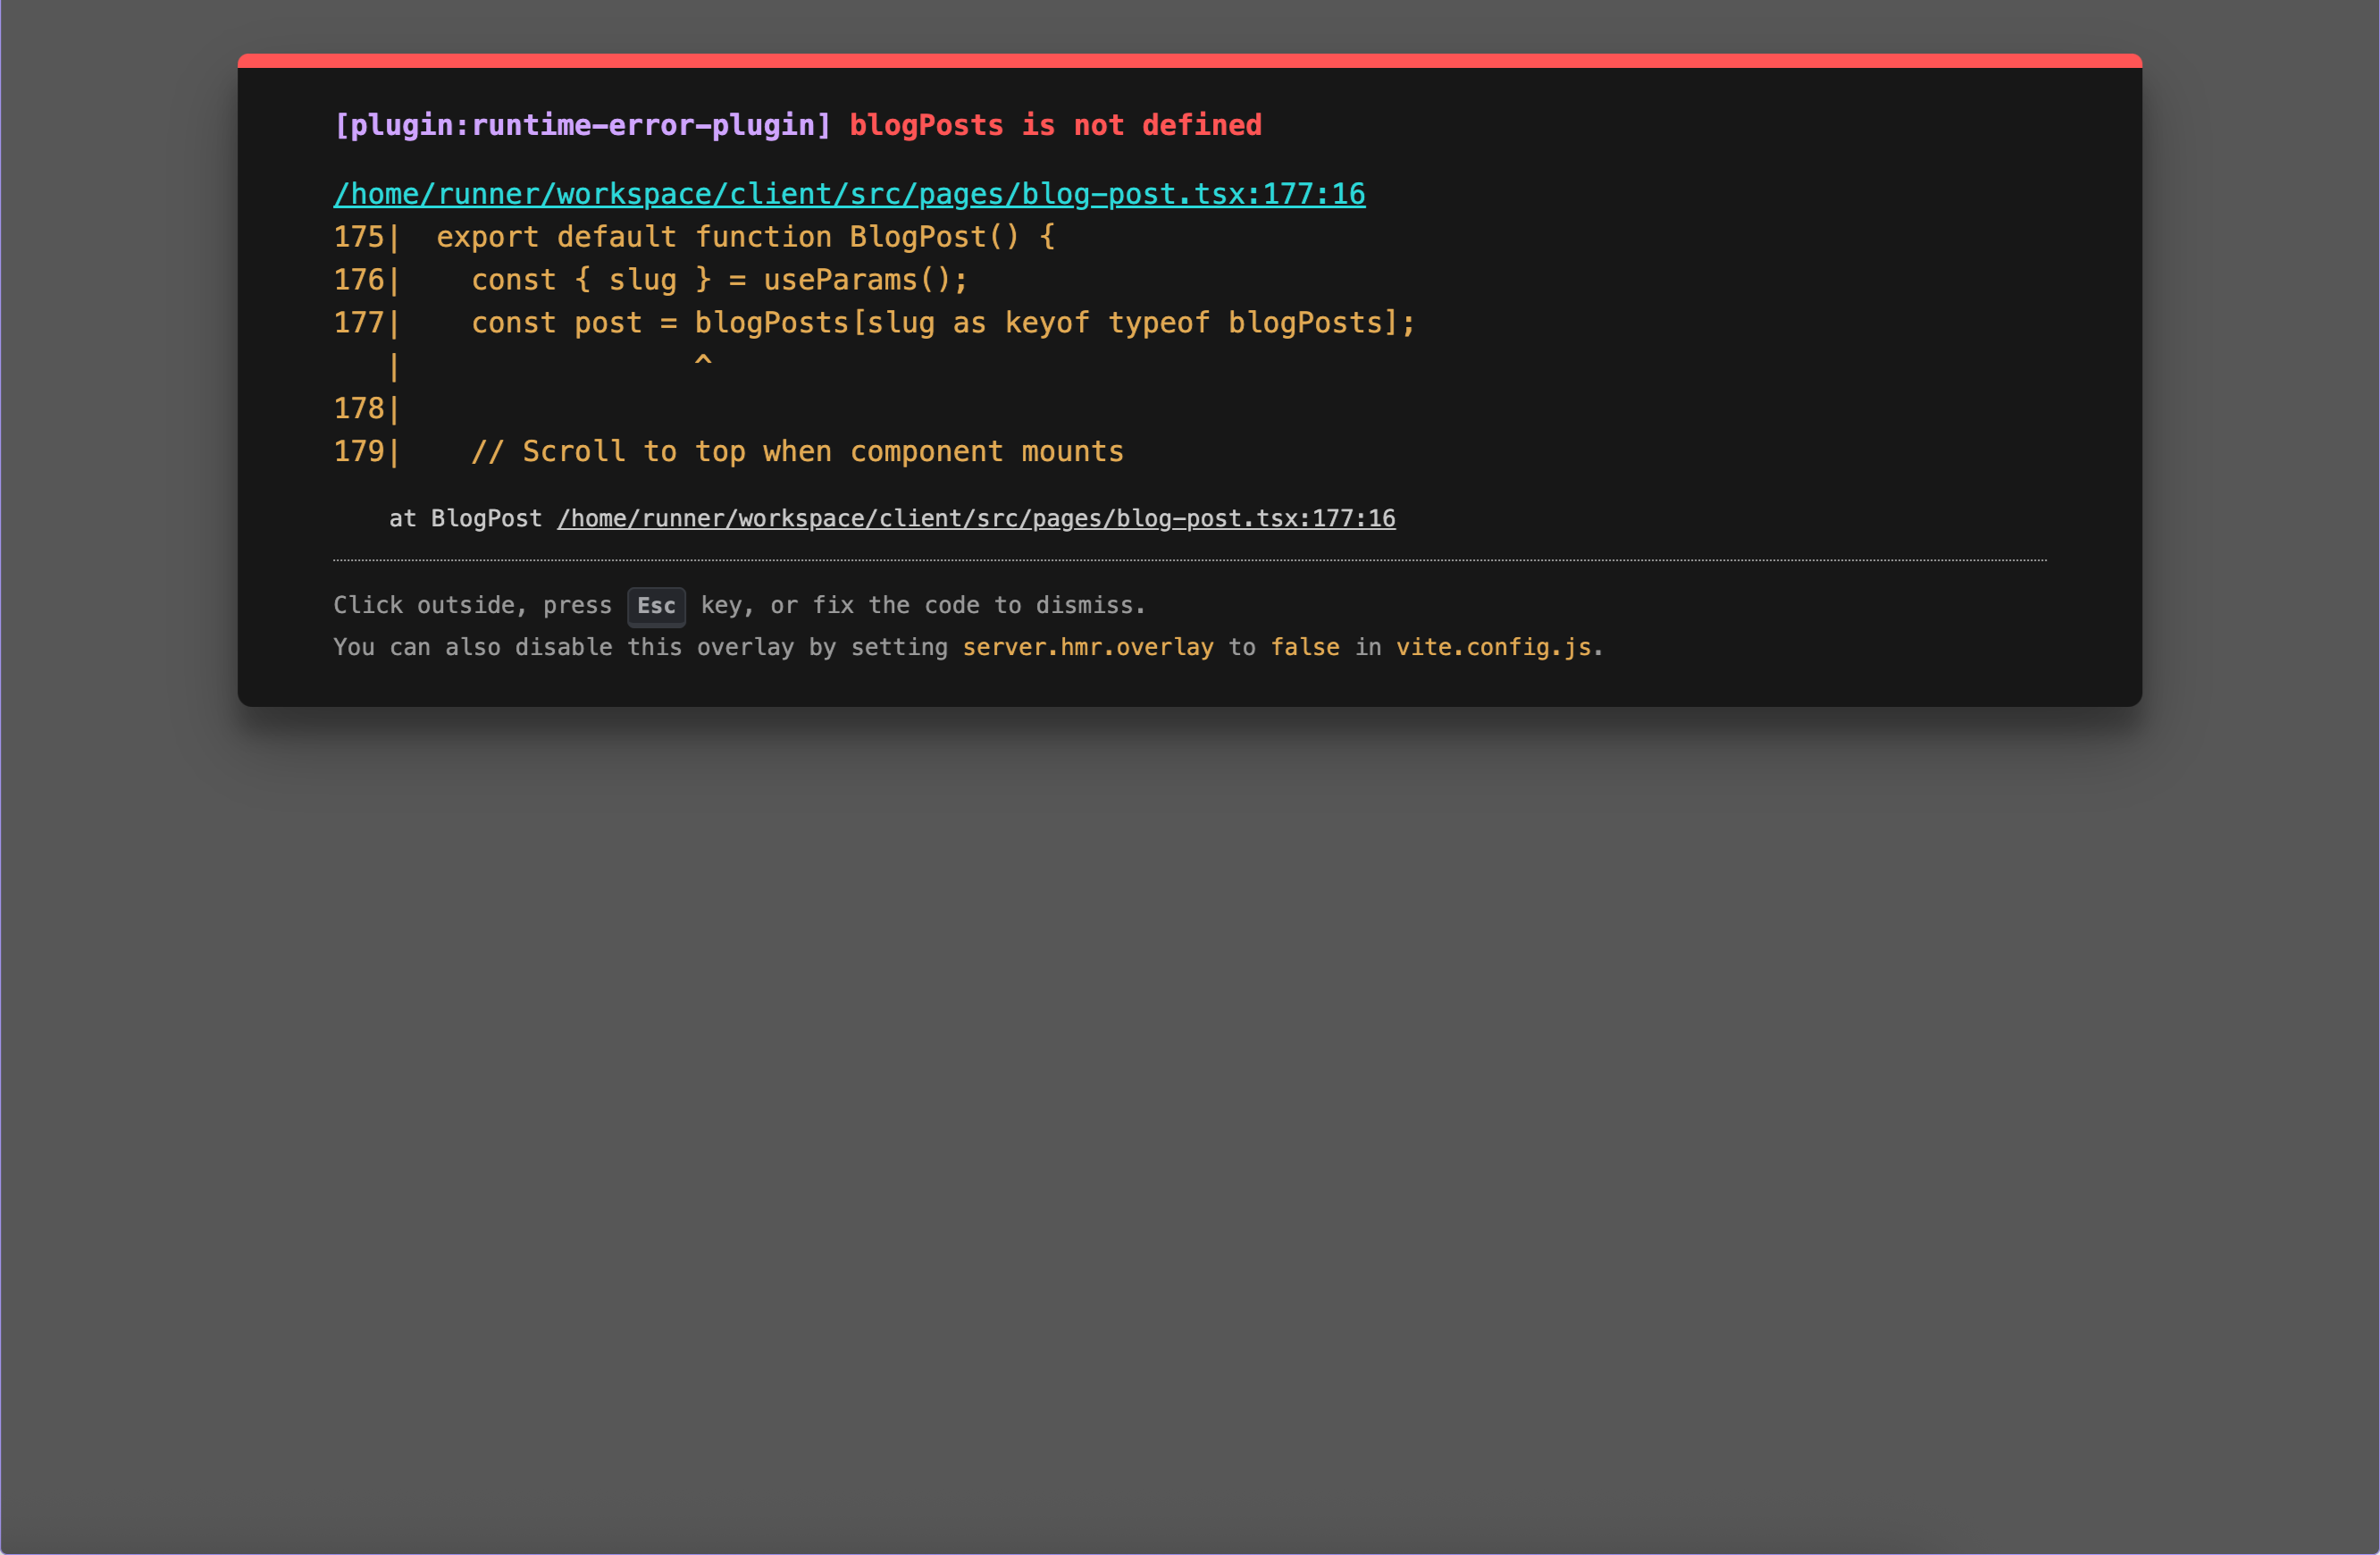 [plugin:runtime-error-plugin] blogPosts is not defined
/home/runner/workspace/client/src/pages/blog-post.tsx:177:16
175|  export default function BlogPost() {
176|    const { slug } = useParams();
177|    const post = blogPosts[slug as keyof typeof blogPosts];
   |                 ^
178|
179|    // Scroll to top when component mounts
    at BlogPost /home/runner/workspace/client/src/pages/blog-post.tsx:177:16
Click outside, press Esc key, or fix the code to dismiss.
You can also disable this overlay by setting server.hmr.overlay to false in vite.config.js.